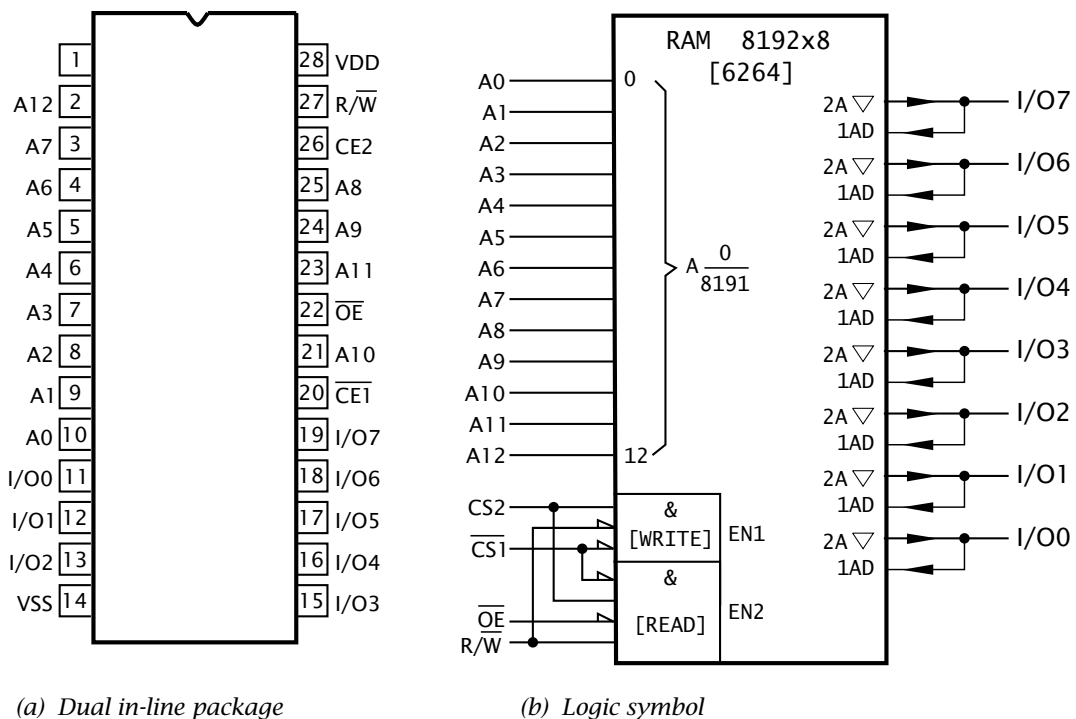 1 28 VDD
A12 2 27 R/W
A7 3 26 CE2
A6 4 25 A8
A5 5 24 A9
A4 6 23 A11
A3 7 22 OE
A2 8 21 A10
A1 9 20 CE1
A0 10 19 I/O7
I/O0 11 18 I/O6
I/O1 12 17 I/O5
I/O2 13 16 I/O4
VSS 14 15 I/O3
(a) Dual in-line package
RAM 8192x8
[6264]
A0 0
A1
A2
A3
A4
A5
A6
A7
A8
A9
A10
A11
A12 12
A 0
8191
2A ▽ I/O7
1AD
2A ▽ I/O6
1AD
2A ▽ I/O5
1AD
2A ▽ I/O4
1AD
2A ▽ I/O3
1AD
2A ▽ I/O2
1AD
2A ▽ I/O1
1AD
2A ▽ I/O0
1AD
CS2
CS1
&
[WRITE] EN1
&
[READ] EN2
OE
R/W
(b) Logic symbol